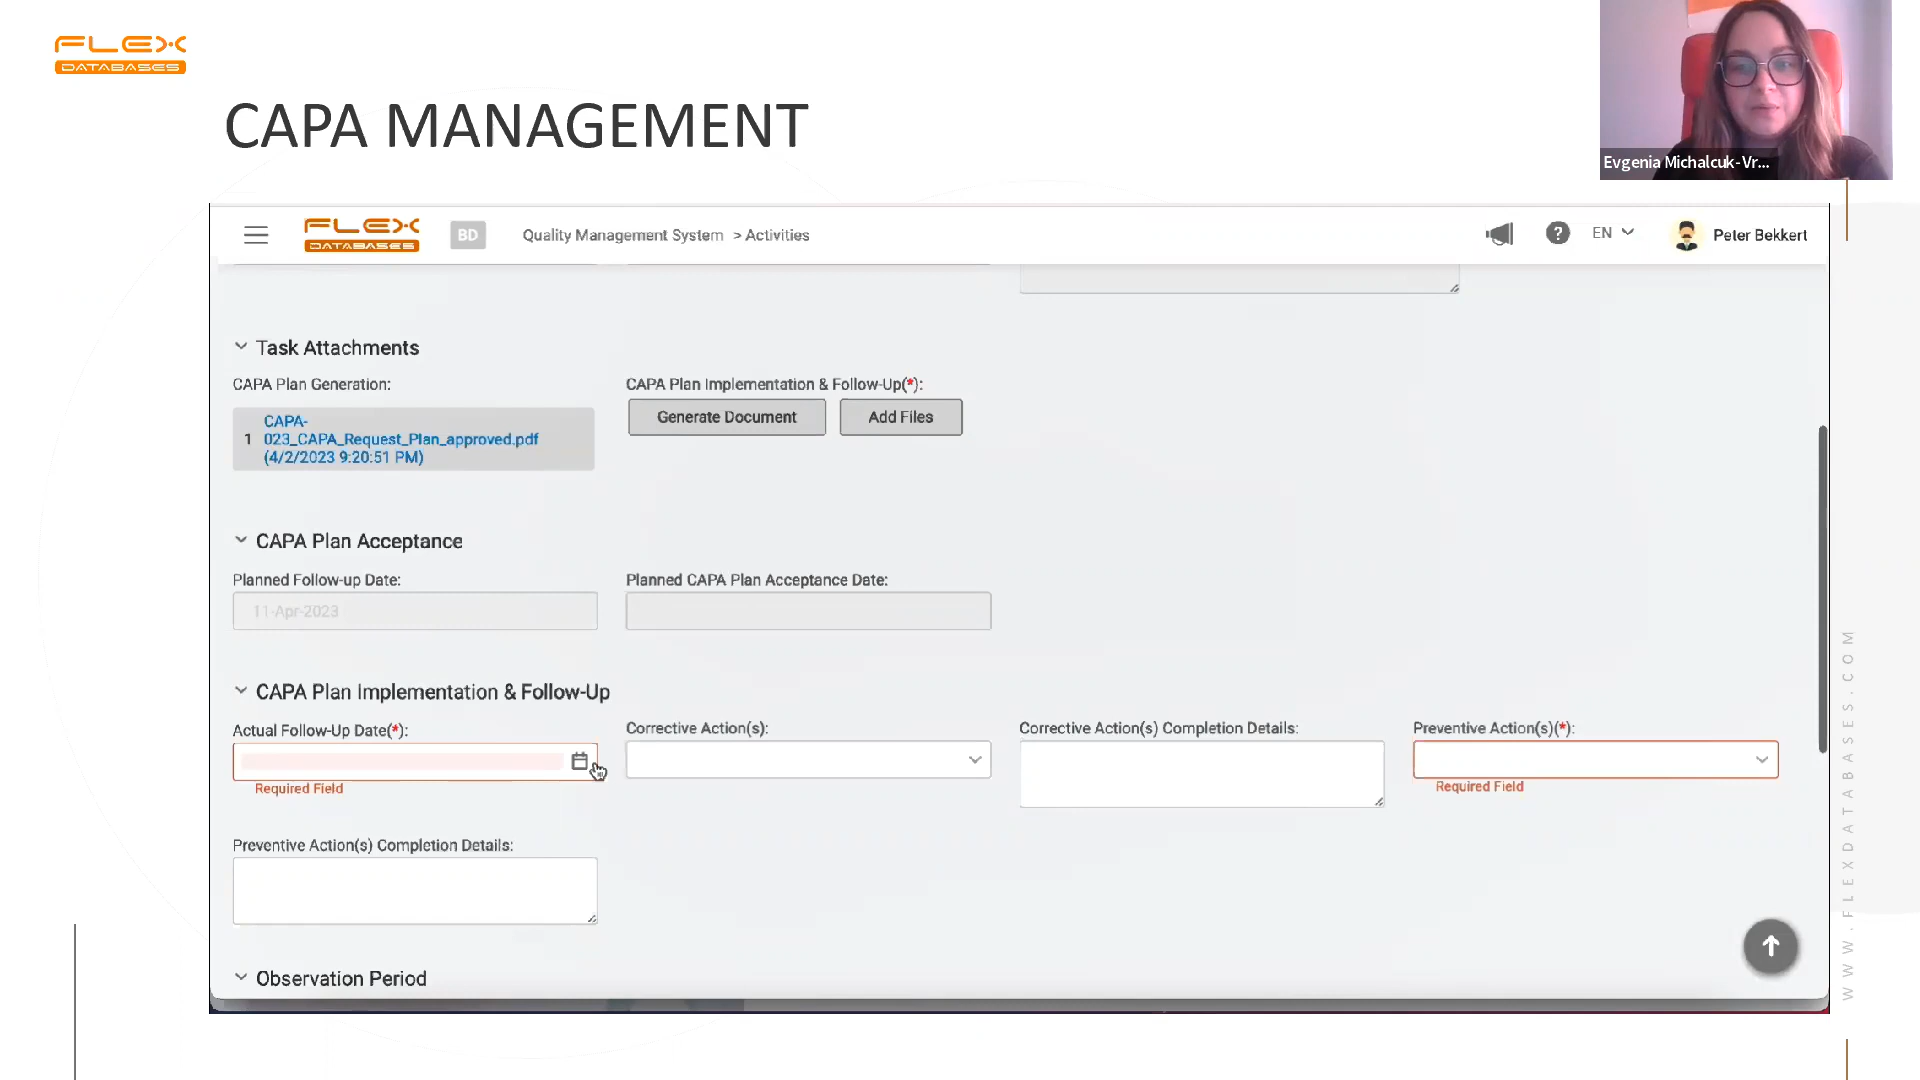 FLEX
DATABASES
CAPA MANAGEMENT
Evgenia Michalcuk-Vr...
FLEX
DATABASES
BD
Quality Management System > Activities
?
EN
Peter Bekkert
Task Attachments
CAPA Plan Generation:
CAPA Plan Implementation & Follow-Up(*):
1 CAPA-
023_CAPA_Request_Plan_approved.pdf
(4/2/2023 9:20:51 PM)
Generate Document
Add Files
CAPA Plan Acceptance
Planned Follow-up Date:
Planned CAPA Plan Acceptance Date:
11-Apr-2023
CAPA Plan Implementation & Follow-Up
Actual Follow-Up Date(*):
Corrective Action(s):
Corrective Action(s) Completion Details:
Preventive Action(s)(*):
Required Field
Required Field
Preventive Action(s) Completion Details:
Observation Period
WWW.FLEXDATABASES.COM